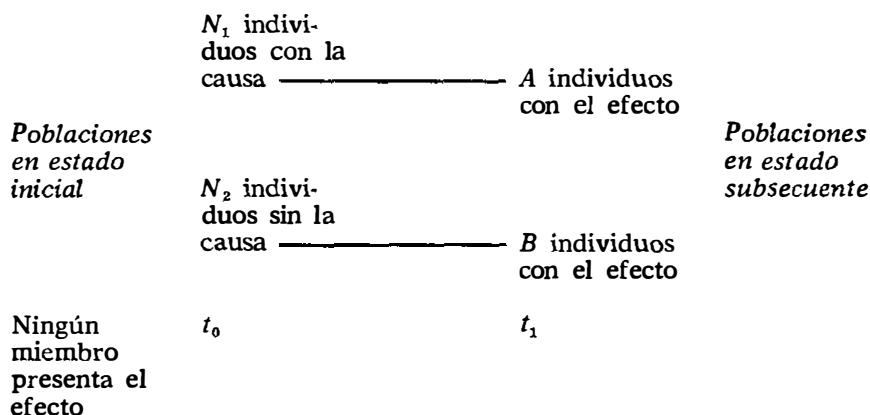 N₁ indivi-
duos con la
causa
A individuos
con el efecto
Poblaciones
en estado
inicial
Poblaciones
en estado
subsecuente
N₂ indivi-
duos sin la
causa
B individuos
con el efecto
Ningún
miembro
presenta el
efecto
t₀
t₁